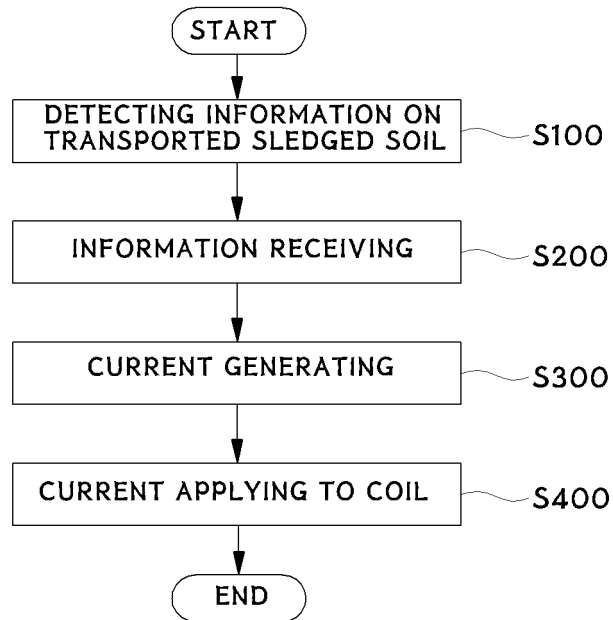 START
DETECTING INFORMATION ON
TRANSPORTED SLEDGED SOIL
S100
INFORMATION RECEIVING
S200
CURRENT GENERATING
S300
CURRENT APPLYING TO COIL
S400
END